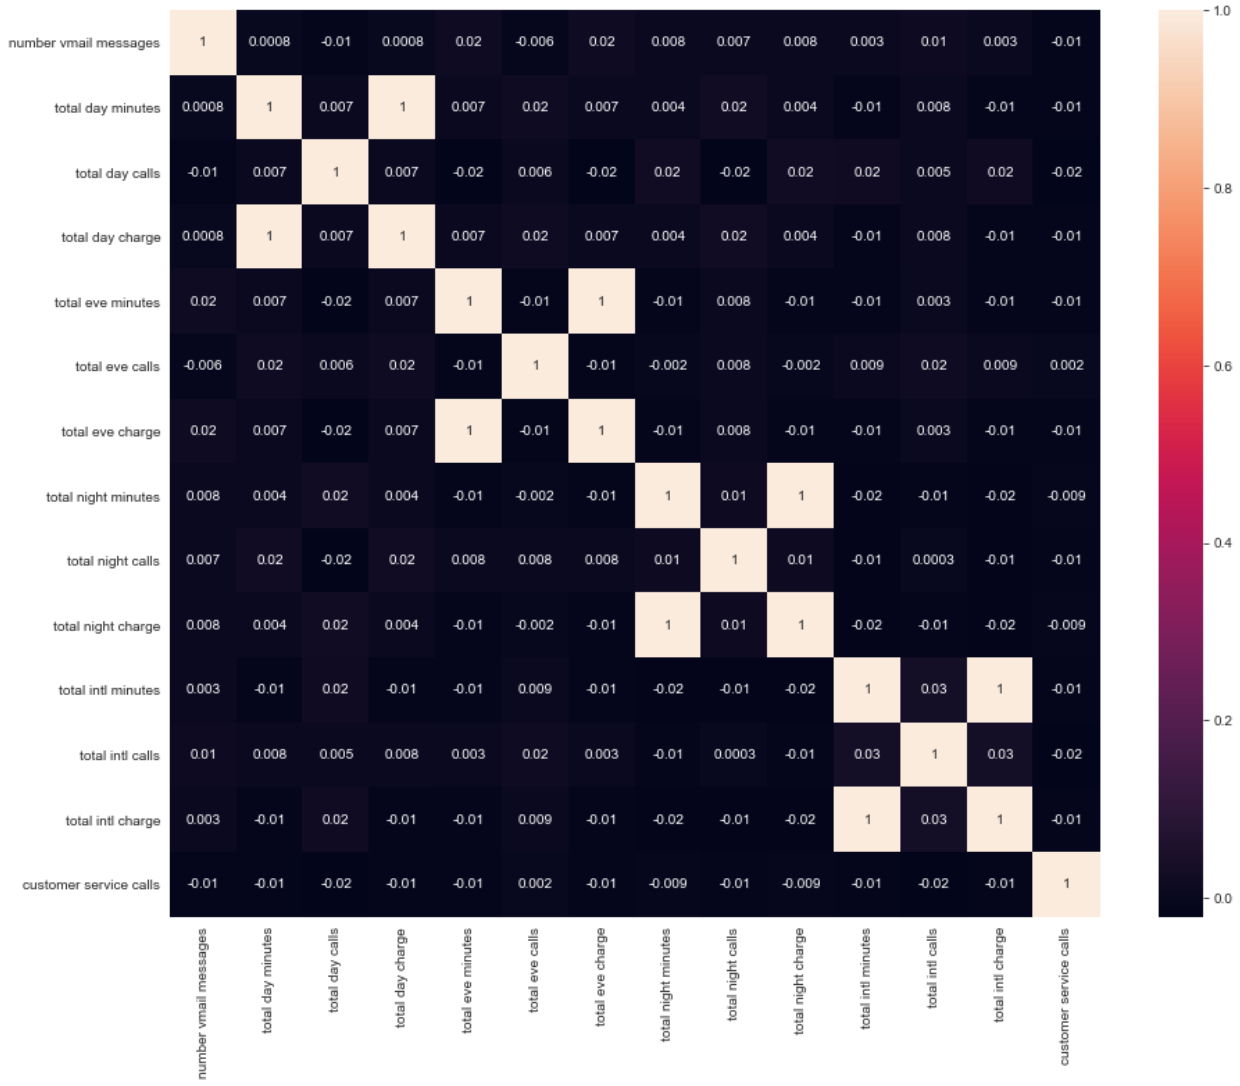 number vmail messages 1 0.0008 -0.01 0.0008 0.02 -0.006 0.02 0.008 0.007 0.008 0.003 0.01 0.003 -0.01
total day minutes 0.0008 1 0.007 1 0.007 0.02 0.007 0.004 0.02 0.004 -0.01 0.008 -0.01 -0.01
total day calls -0.01 0.007 1 0.007 -0.02 0.006 -0.02 0.02 -0.02 0.02 0.02 0.005 0.02 -0.02
total day charge 0.0008 1 0.007 1 0.007 0.02 0.007 0.004 0.02 0.004 -0.01 0.008 -0.01 -0.01
total eve minutes 0.02 0.007 -0.02 0.007 1 -0.01 1 -0.01 0.008 -0.01 -0.01 0.003 -0.01 -0.01
total eve calls -0.006 0.02 0.006 0.02 -0.01 1 -0.01 -0.002 0.008 -0.002 0.009 0.02 0.009 0.002
total eve charge 0.02 0.007 -0.02 0.007 1 -0.01 1 -0.01 0.008 -0.01 -0.01 0.003 -0.01 -0.01
total night minutes 0.008 0.004 0.02 0.004 -0.01 -0.002 -0.01 1 0.01 1 -0.02 -0.01 -0.02 -0.009
total night calls 0.007 0.02 -0.02 0.02 0.008 0.008 0.008 0.01 1 0.01 -0.01 0.0003 -0.01 -0.01
total night charge 0.008 0.004 0.02 0.004 -0.01 -0.002 -0.01 1 0.01 1 -0.02 -0.01 -0.02 -0.009
total intl minutes 0.003 -0.01 0.02 -0.01 -0.01 0.009 -0.01 -0.02 -0.01 -0.02 1 0.03 1 -0.01
total intl calls 0.01 0.008 0.005 0.008 0.003 0.02 0.003 -0.01 0.0003 -0.01 0.03 1 0.03 -0.02
total intl charge 0.003 -0.01 0.02 -0.01 -0.01 0.009 -0.01 -0.02 -0.01 -0.02 1 0.03 1 -0.01
customer service calls -0.01 -0.01 -0.02 -0.01 -0.01 0.002 -0.01 -0.009 -0.01 -0.009 -0.01 -0.02 -0.01 1
number vmail messages
total day minutes
total day calls
total day charge
total eve minutes
total eve calls
total eve charge
total night minutes
total night calls
total night charge
total intl minutes
total intl calls
total intl charge
customer service calls
1.0
0.8
0.6
0.4
0.2
0.0